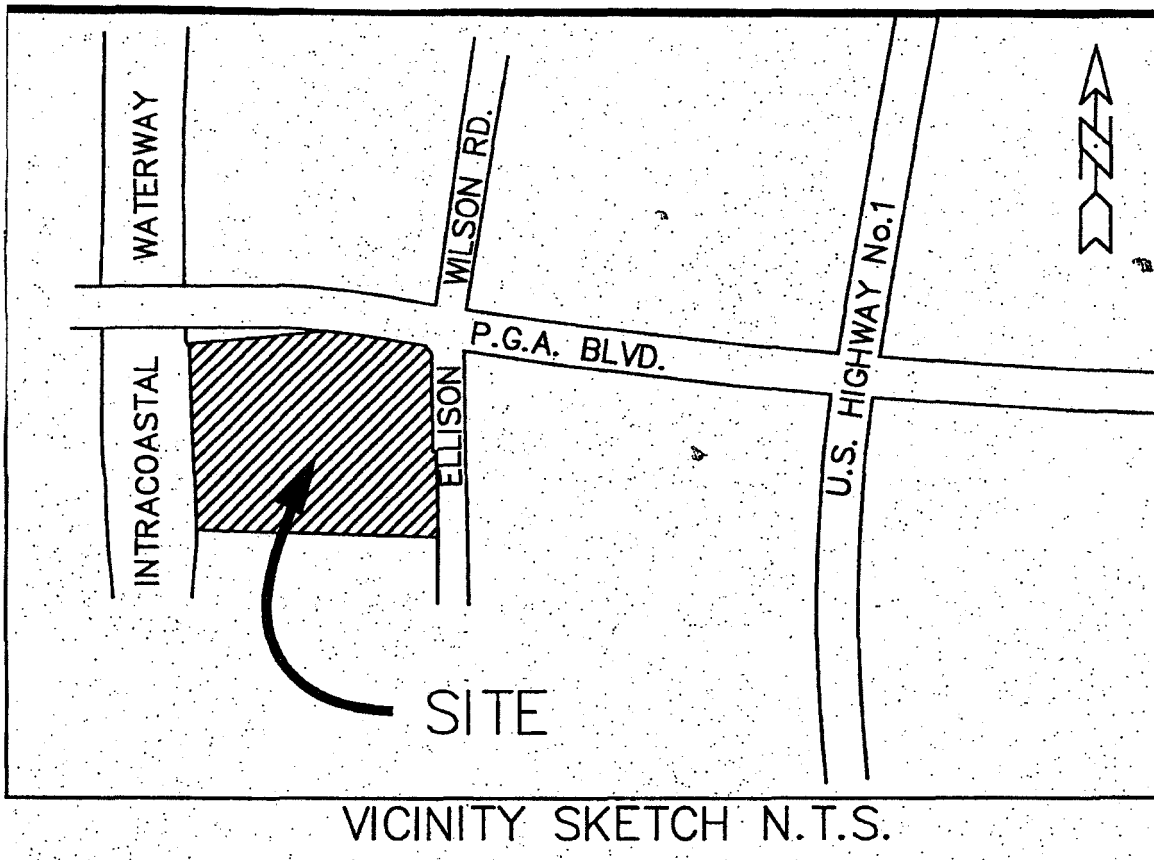 WATERWAY
WILSON RD.
N
U.S. HIGHWAY No.1
P.G.A. BLVD.
INTRACOASTAL
ELLISON
SITE
VICINITY SKETCH N.T.S.